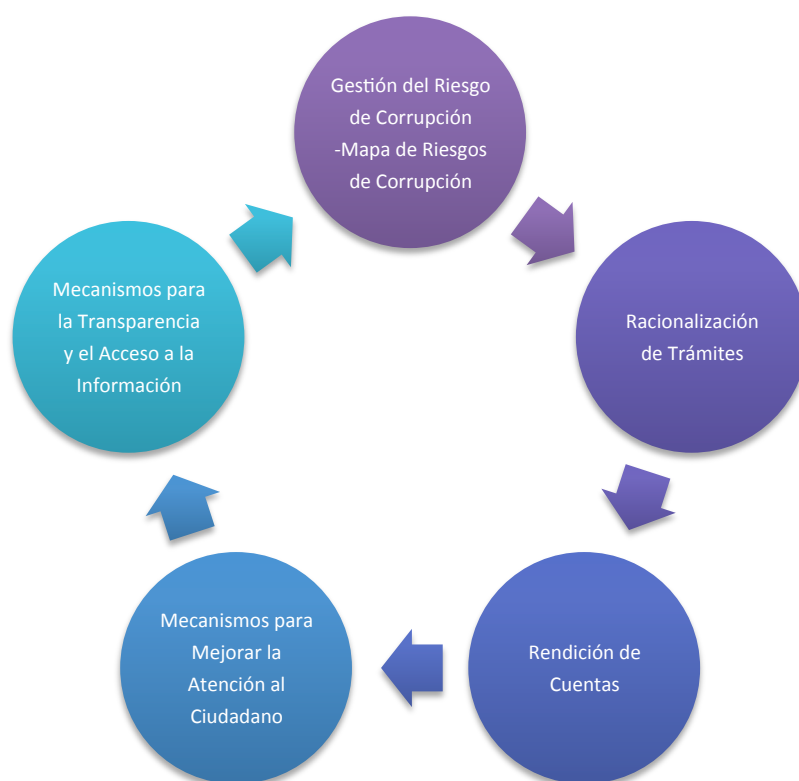 Gestión del Riesgo
de Corrupción
-Mapa de Riesgos
de Corrupción
Racionalización
de Trámites
Rendición de
Cuentas
Mecanismos para
Mejorar la
Atención al
Ciudadano
Mecanismos para
la Transparencia
y el Acceso a la
Información